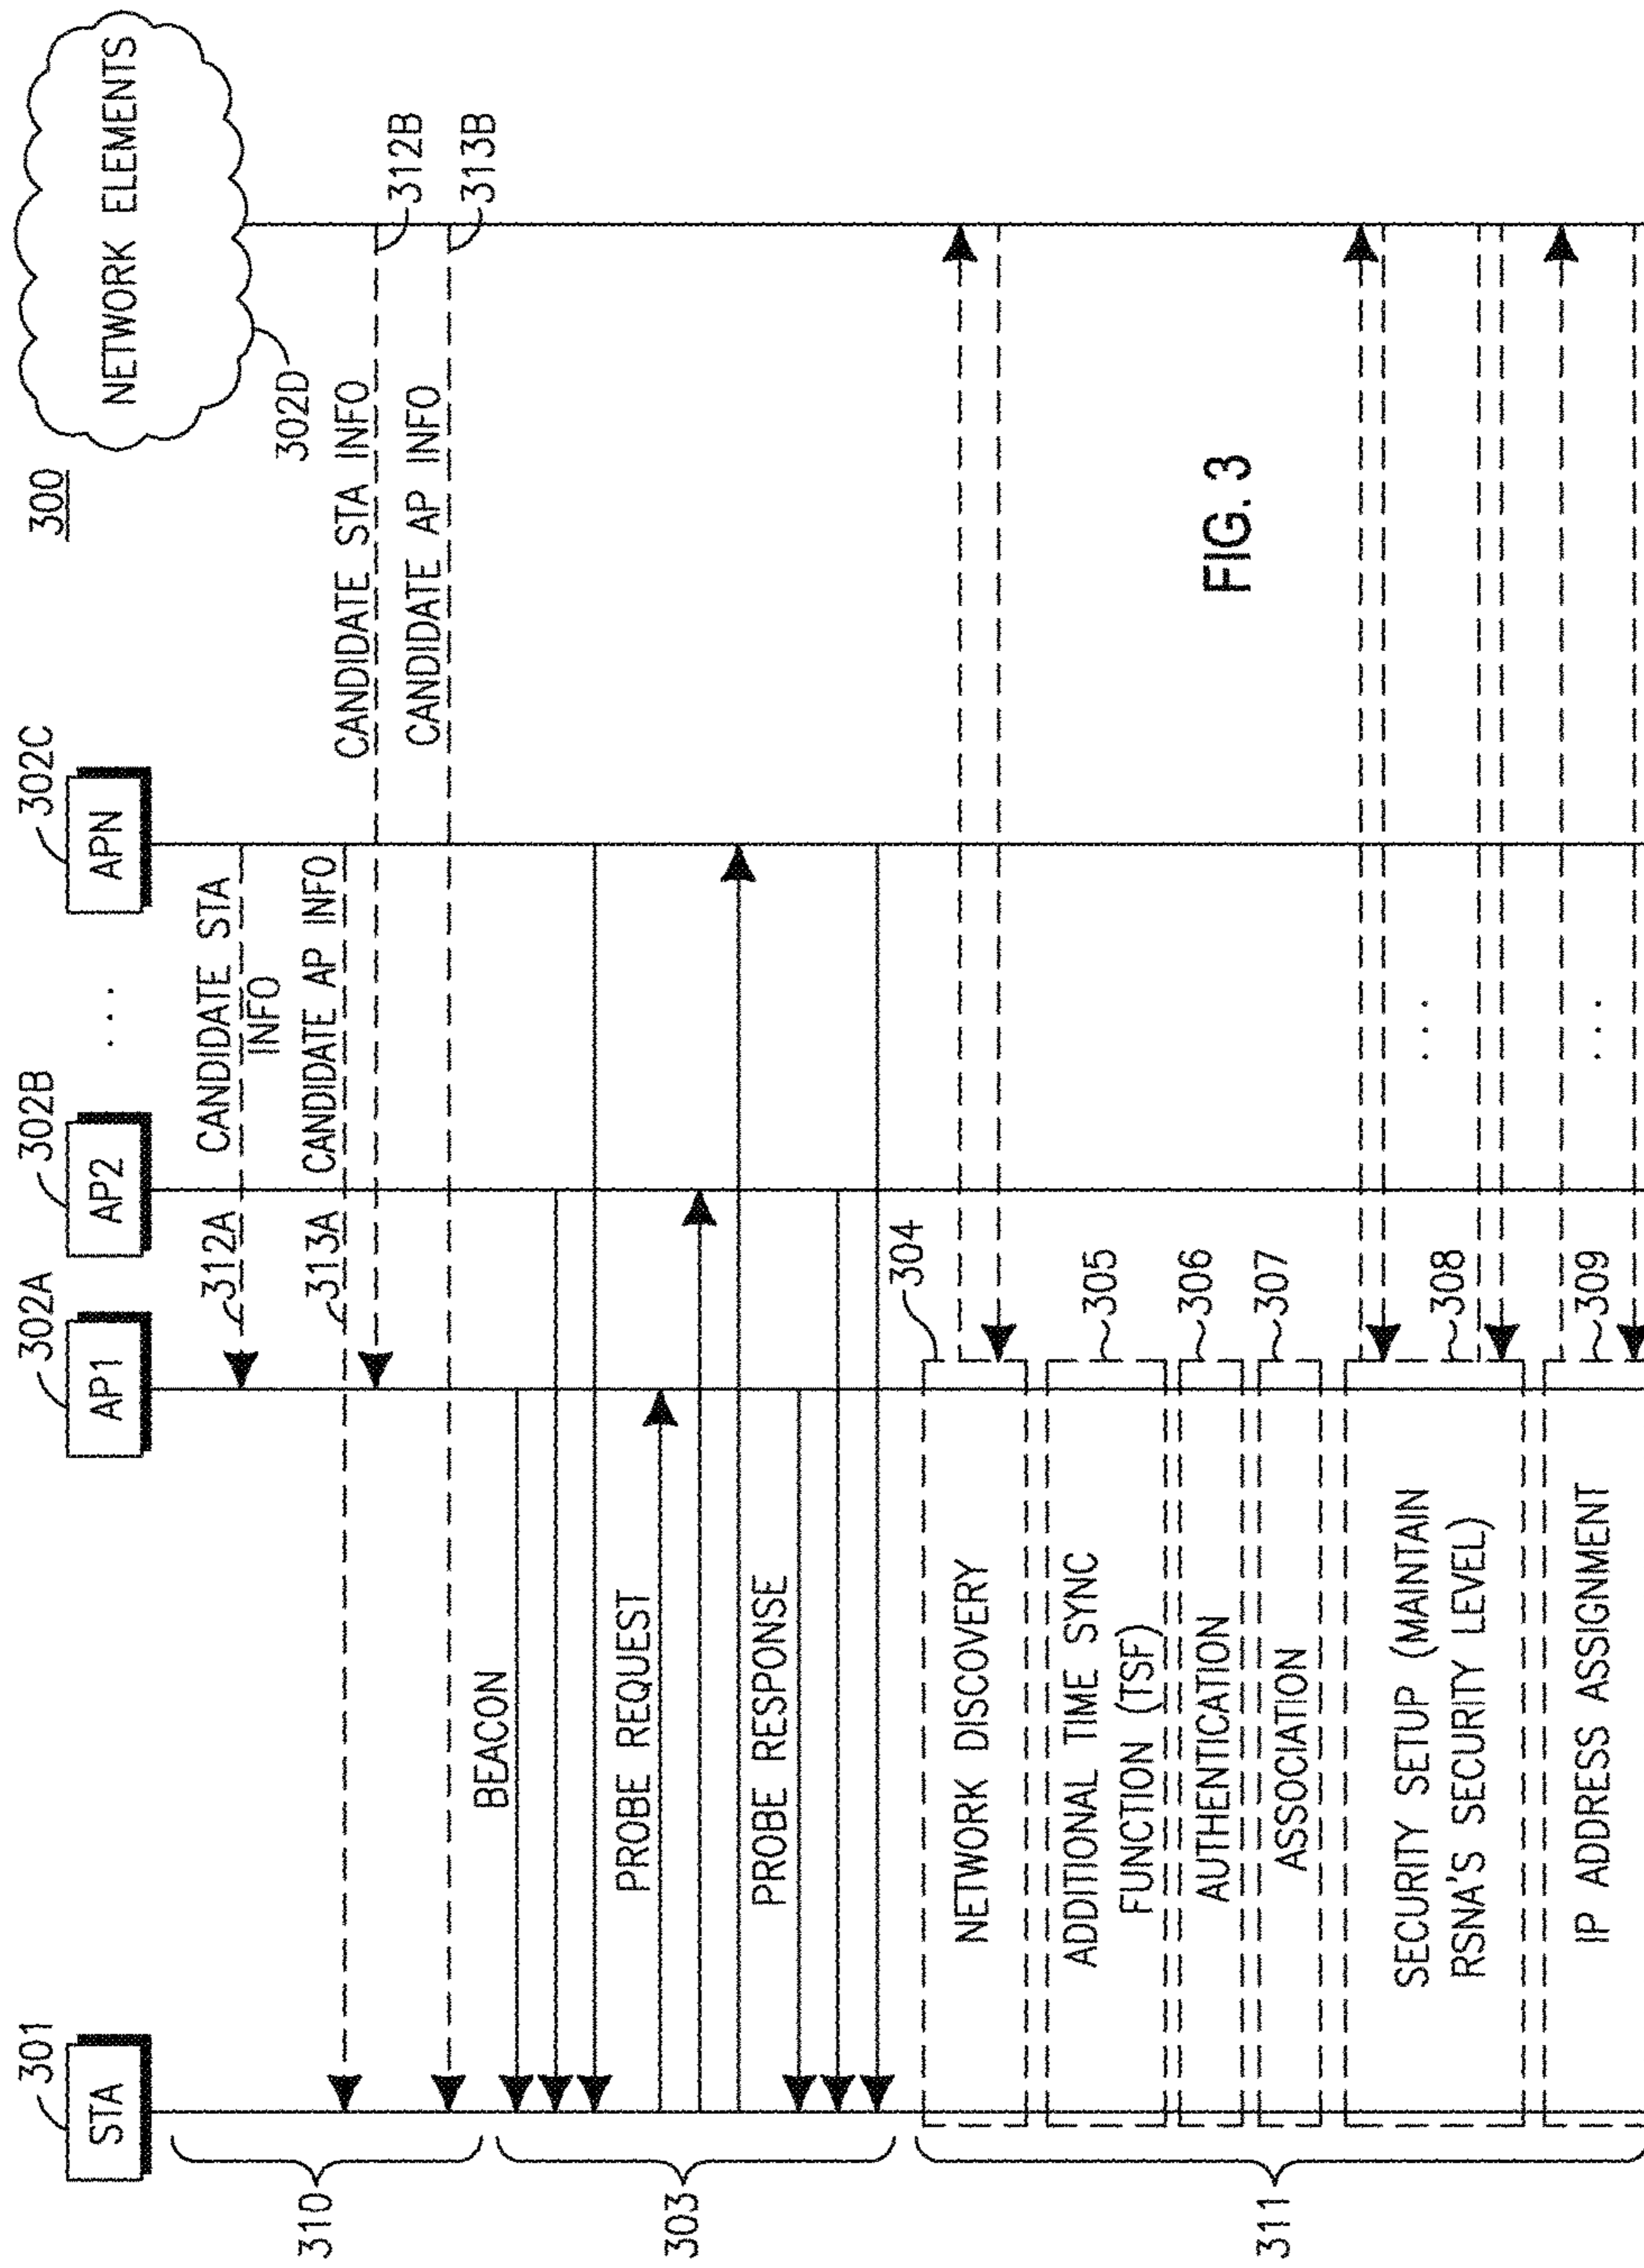 300
301
STA
302A
AP1
302B
AP2
. . .
302C
APN
NETWORK ELEMENTS
302D
310
312A
CANDIDATE STA
INFO
313A
CANDIDATE AP INFO
CANDIDATE STA INFO
312B
CANDIDATE AP INFO
313B
303
BEACON
PROBE REQUEST
PROBE RESPONSE
311
NETWORK DISCOVERY
304
ADDITIONAL TIME SYNC
FUNCTION (TSF)
305
AUTHENTICATION
306
ASSOCIATION
307
SECURITY SETUP (MAINTAIN
RSNA'S SECURITY LEVEL)
308
. . .
IP ADDRESS ASSIGNMENT
309
. . .
FIG. 3